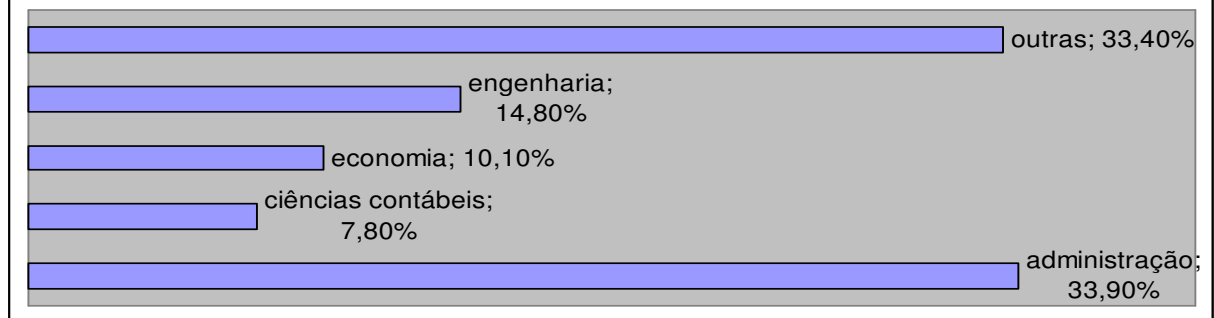 outras; 33,40%
engenharia;
14,80%
economia; 10,10%
ciências contábeis;
7,80%
administração;
33,90%